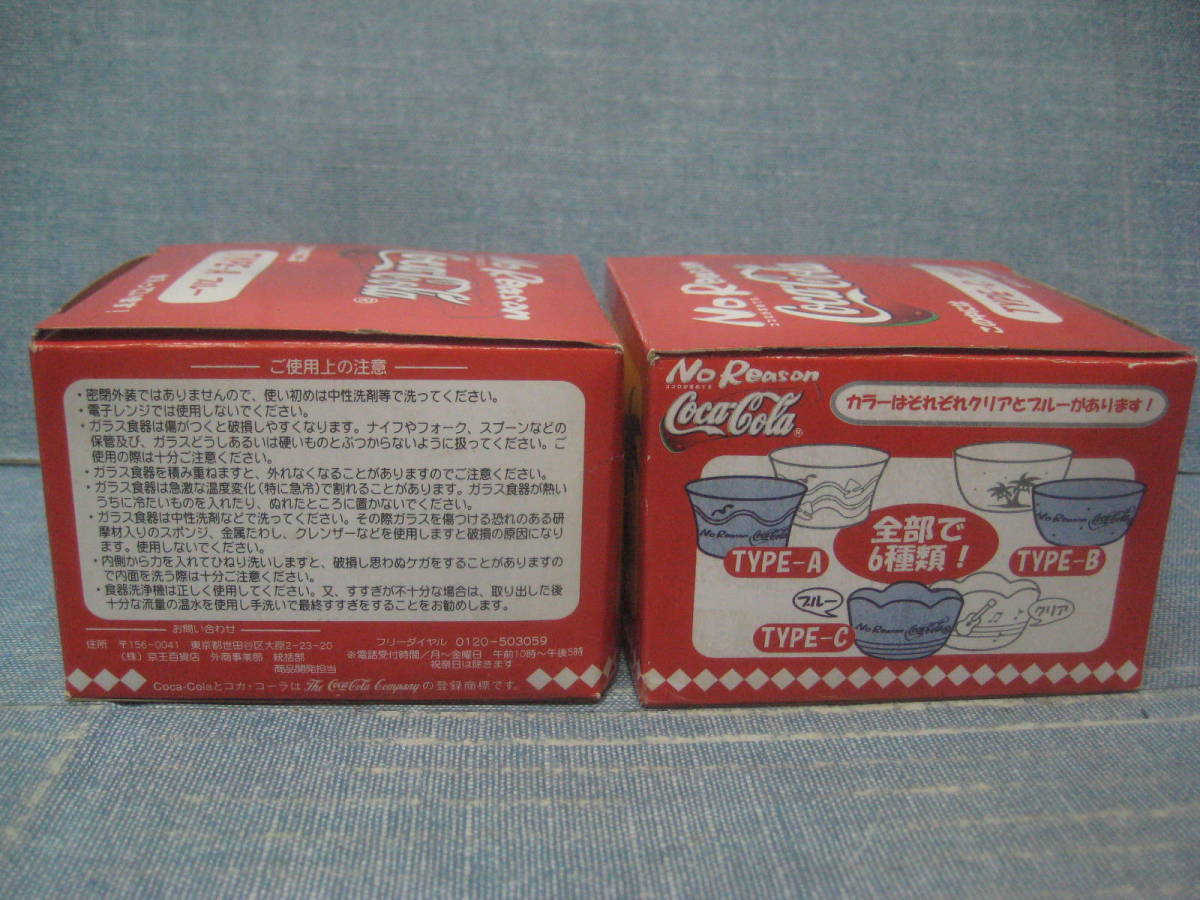 No Reason
Coca-Cola®
ご使用上の注意
・密閉外装ではありませんので、使い初めは中性洗剤等で洗ってください。
・電子レンジでは使用しないでください。
・ガラス食器は傷がつくと破損しやすくなります。ナイフやフォーク、スプーンなどの
保管及び、ガラスどうしあるいは硬いものとぶつからないように扱ってください。ご
使用の際は十分ご注意ください。
・ガラス食器を積み重ねますと、外れなくなることがありますのでご注意ください。
・ガラス食器は急激な温度変化(特に急冷)で割れることがあります。ガラス食器が熱い
うちに冷たいものを入れたり、ぬれたところに置かないでください。
・ガラス食器は中性洗剤などで洗ってください。その際ガラスを傷つける恐れのある研
摩材入りのスポンジ、金属たわし、クレンザーなどを使用しますと破損の原因になり
ます。使用しないでください。
・内側から力を入れてひねり洗いしますと、破損し思わぬケガをすることがありますの
で内面を洗う際は十分ご注意ください。
・食器洗浄機は正しく使用してください。又、すすぎが不十分な場合は、取り出した後
十分な流量の温水を使用し手洗いで最終すすぎをすることをお勧めします。
お問い合わせ
住所 〒156-0041 東京都世田谷区大原2-23-20
(株)京王百貨店 外商事業部 統括部
商品開発担当
フリーダイヤル 0120-503059
※電話受付時間/月~金曜日 午前10時~午後5時
祝祭日は除きます
Coca-Colaとコカ・コーラは The Coca-Cola Company の登録商標です。
No Reason
Coca-Cola
No Reason
ココロはなれて
Coca-Cola®
カラーはそれぞれクリアとブルーがあります!
No Reason Coca-Cola
全部で
6種類!
No Reason Coca-Cola
TYPE-A
TYPE-B
ブルー
クリア
No Reason Coca-Cola
TYPE-C